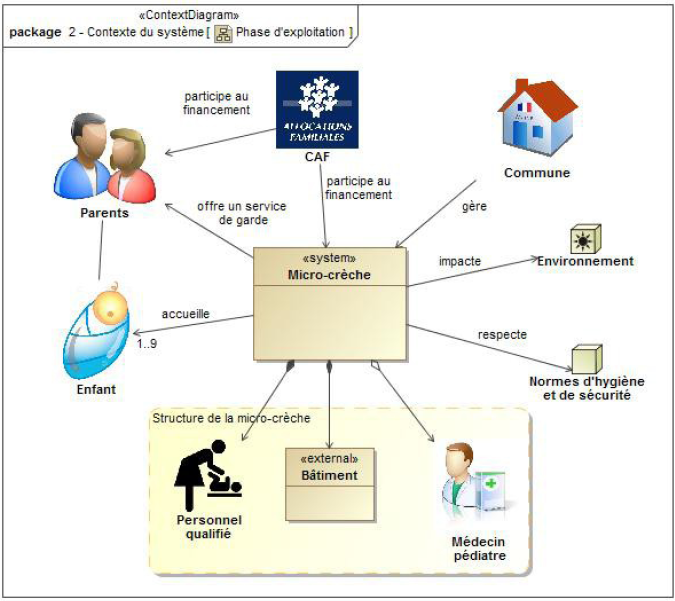 «ContextDiagram»
package 2 - Contexte du système [ Phase d'exploitation ]
participe au
financement
ALLOCATIONS
FAMILIALES
CAF
Commune
Parents
participe au
financement
offre un service
de garde
gère
«system»
Micro-crèche
impacte
Environnement
accueille
1..9
respecte
Enfant
Normes d'hygiène
et de sécurité
Structure de la micro-crèche
«external»
Bâtiment
Personnel
qualifié
Médecin
pédiatre